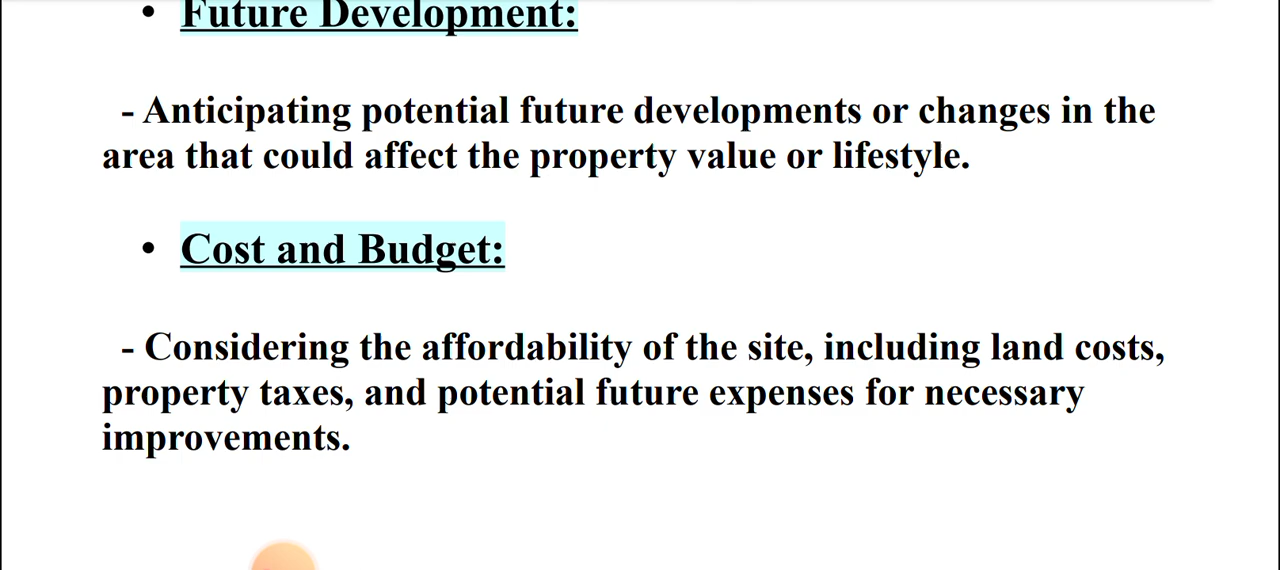 • Future Development:
- Anticipating potential future developments or changes in the
area that could affect the property value or lifestyle.
• Cost and Budget:
- Considering the affordability of the site, including land costs,
property taxes, and potential future expenses for necessary
improvements.